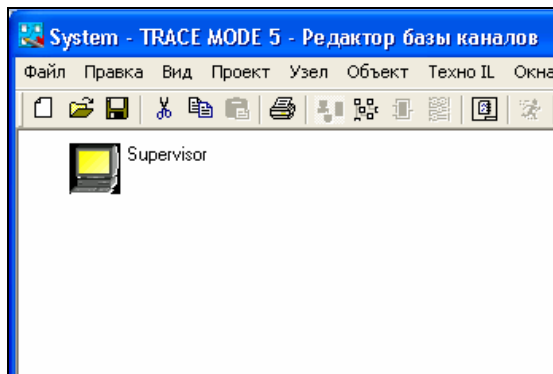 System - TRACE MODE 5 - Редактор базы каналов
Файл Правка Вид Проект Узел Объект Техно IL Окна
Supervisor